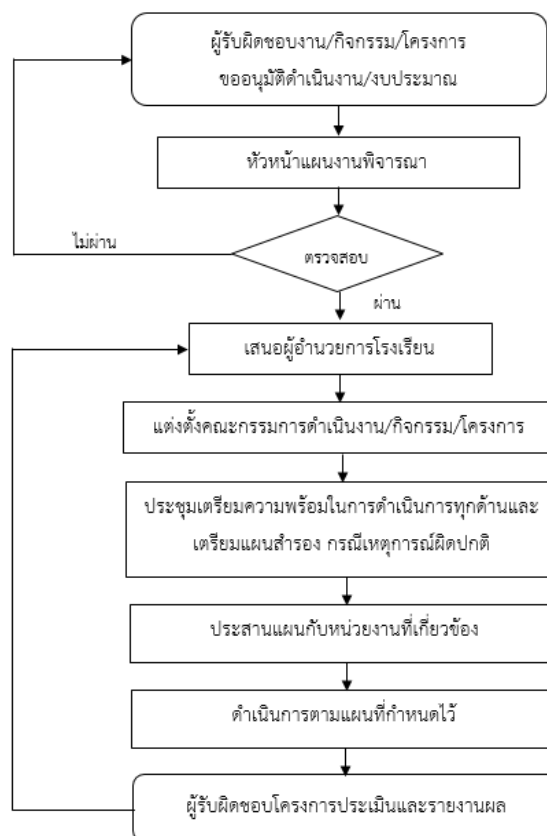 ผู้รับผิดชอบงาน/กิจกรรม/โครงการ
ขออนุมัติดำเนินงาน/งบประมาณ
หัวหน้าแผนงานพิจารณา
ไม่ผ่าน
ตรวจสอบ
ผ่าน
เสนอผู้อำนวยการโรงเรียน
แต่งตั้งคณะกรรมการดำเนินงาน/กิจกรรม/โครงการ
ประชุมเตรียมความพร้อมในการดำเนินการทุกด้านและ
เตรียมแผนสำรอง กรณีเหตุการณ์ผิดปกติ
ประสานแผนกับหน่วยงานที่เกี่ยวข้อง
ดำเนินการตามแผนที่กำหนดไว้
ผู้รับผิดชอบโครงการประเมินและรายงานผล